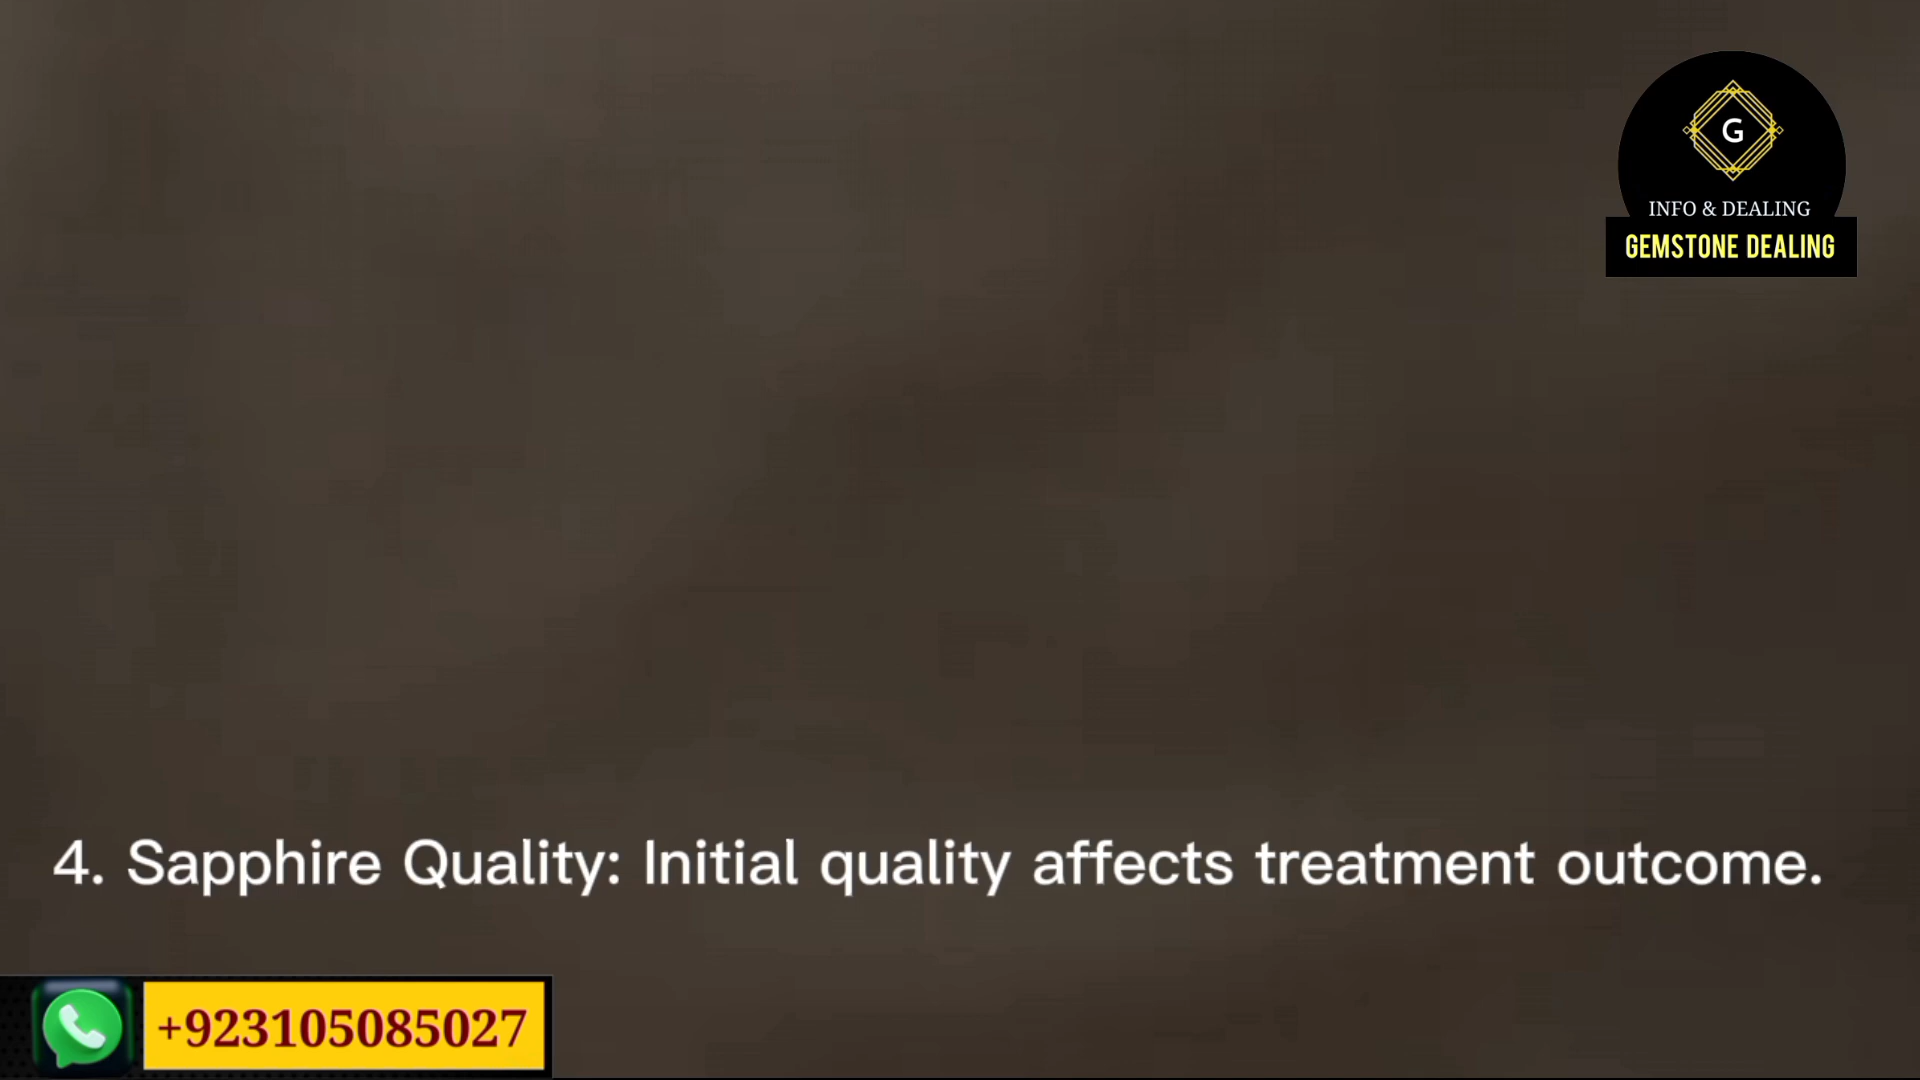 G
INFO & DEALING
GEMSTONE DEALING
4. Sapphire Quality: Initial quality affects treatment outcome.
+923105085027